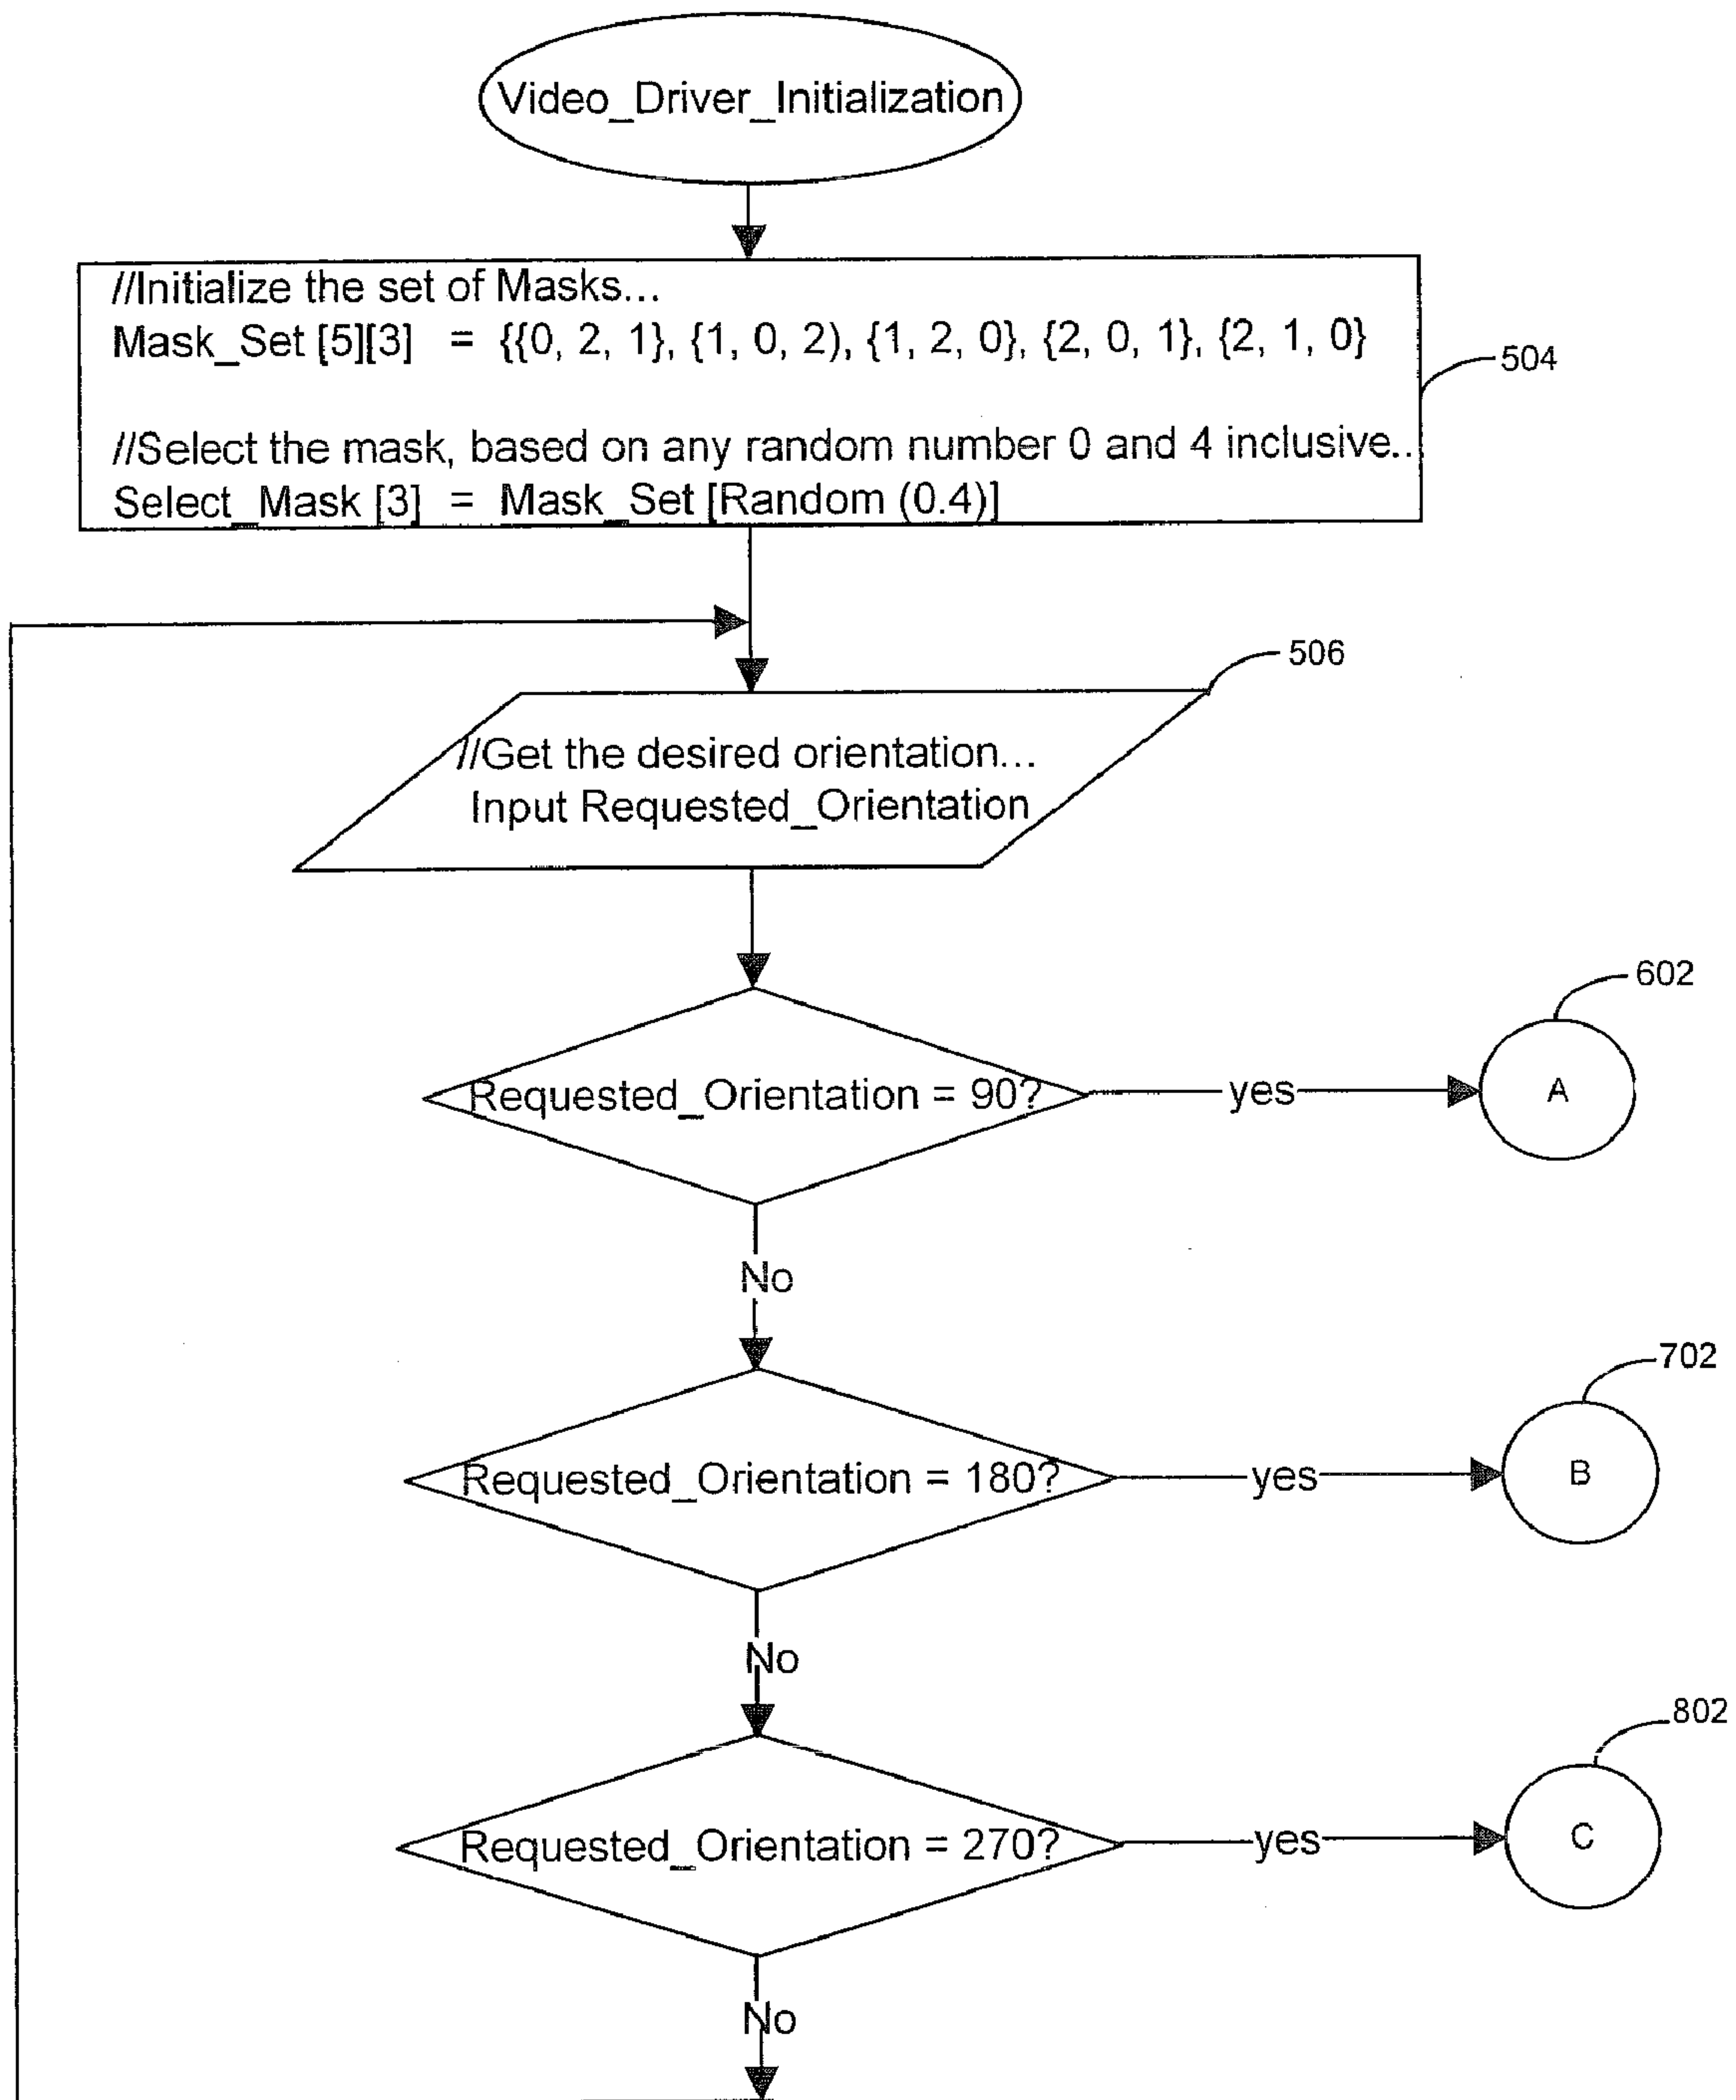 Video_Driver_Initialization
//Initialize the set of Masks...
Mask_Set [5][3] = {{0, 2, 1}, {1, 0, 2), {1, 2, 0}, {2, 0, 1}, {2, 1, 0}
504
//Select the mask, based on any random number 0 and 4 inclusive..
Select_Mask [3] = Mask_Set [Random (0.4)]
506
//Get the desired orientation...
Input Requested_Orientation
602
Requested_Orientation = 90?
yes
A
No
702
Requested_Orientation = 180?
yes
B
No
802
Requested_Orientation = 270?
yes
C
No